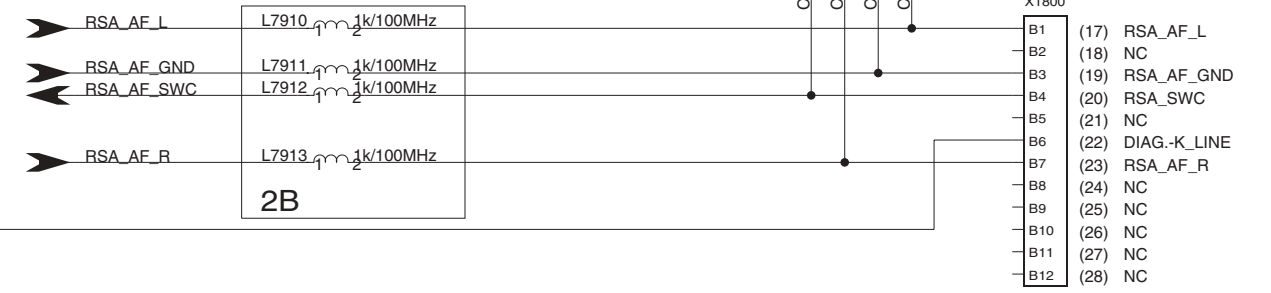 X1800
C C C C
RSA_AF_L L7910 1 2 1k/100MHz B1 (17) RSA_AF_L
B2 (18) NC
RSA_AF_GND L7911 1 2 1k/100MHz B3 (19) RSA_AF_GND
RSA_AF_SWC L7912 1 2 1k/100MHz B4 (20) RSA_SWC
B5 (21) NC
B6 (22) DIAG.-K_LINE
RSA_AF_R L7913 1 2 1k/100MHz B7 (23) RSA_AF_R
B8 (24) NC
2B B9 (25) NC
B10 (26) NC
B11 (27) NC
B12 (28) NC